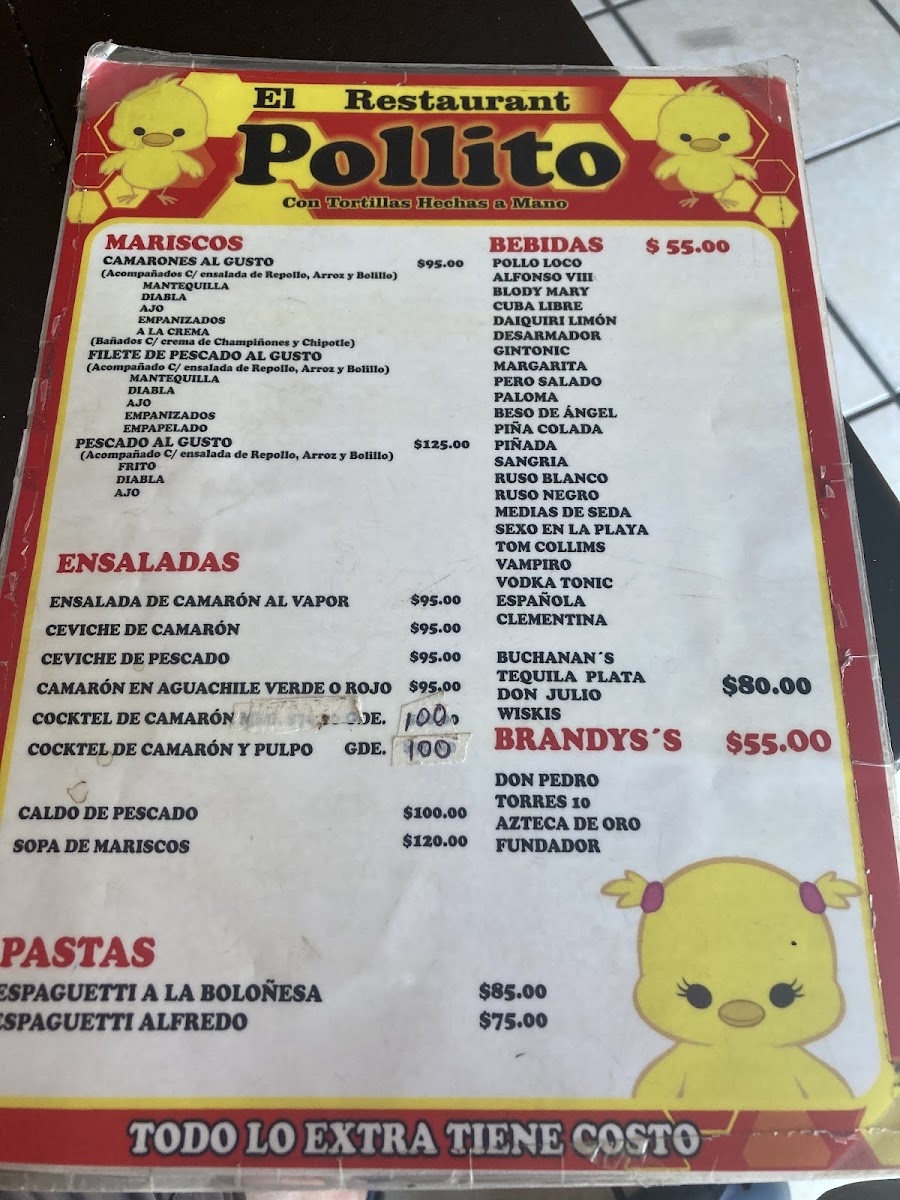 El Restaurant
Pollito
Con Tortillas Hechas a Mano
MARISCOS
CAMARONES AL GUSTO $95.00
(Acompañados C/ ensalada de Repollo, Arroz y Bolillo)
MANTEQUILLA
DIABLA
AJO
EMPANIZADOS
A LA CREMA
(Bañados C/ crema de Champiñones y Chipotle)
FILETE DE PESCADO AL GUSTO
(Acompañado C/ ensalada de Repollo, Arroz y Bolillo)
MANTEQUILLA
DIABLA
AJO
EMPANIZADOS
EMPAPELADO
PESCADO AL GUSTO $125.00
(Acompañado C/ ensalada de Repollo, Arroz y Bolillo)
FRITO
DIABLA
AJO
ENSALADAS
ENSALADA DE CAMARÓN AL VAPOR $95.00
CEVICHE DE CAMARÓN $95.00
CEVICHE DE PESCADO $95.00
CAMARÓN EN AGUACHILE VERDE O ROJO $95.00
COCKTEL DE CAMARÓN GDE. 100
COCKTEL DE CAMARÓN Y PULPO GDE. 100
CALDO DE PESCADO $100.00
SOPA DE MARISCOS $120.00
PASTAS
ESPAGUETTI A LA BOLOÑESA $85.00
ESPAGUETTI ALFREDO $75.00
BEBIDAS $ 55.00
POLLO LOCO
ALFONSO VIII
BLODY MARY
CUBA LIBRE
DAIQUIRI LIMÓN
DESARMADOR
GINTONIC
MARGARITA
PERO SALADO
PALOMA
BESO DE ÁNGEL
PIÑA COLADA
PIÑADA
SANGRIA
RUSO BLANCO
RUSO NEGRO
MEDIAS DE SEDA
SEXO EN LA PLAYA
TOM COLLIMS
VAMPIRO
VODKA TONIC
ESPAÑOLA
CLEMENTINA
BUCHANAN´S
TEQUILA PLATA $80.00
DON JULIO
WISKIS
BRANDYS´S $55.00
DON PEDRO
TORRES 10
AZTECA DE ORO
FUNDADOR
TODO LO EXTRA TIENE COSTO